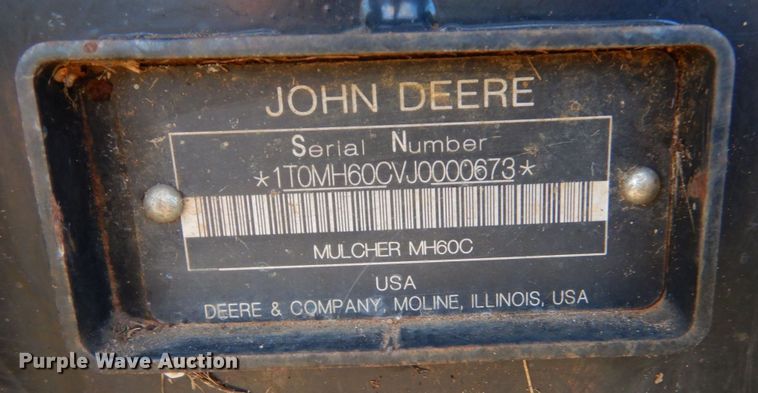 JOHN DEERE
Serial Number
*1T0MH60CVJ0000673*
MULCHER MH60C
USA
DEERE & COMPANY, MOLINE, ILLINOIS, USA
Purple Wave Auction